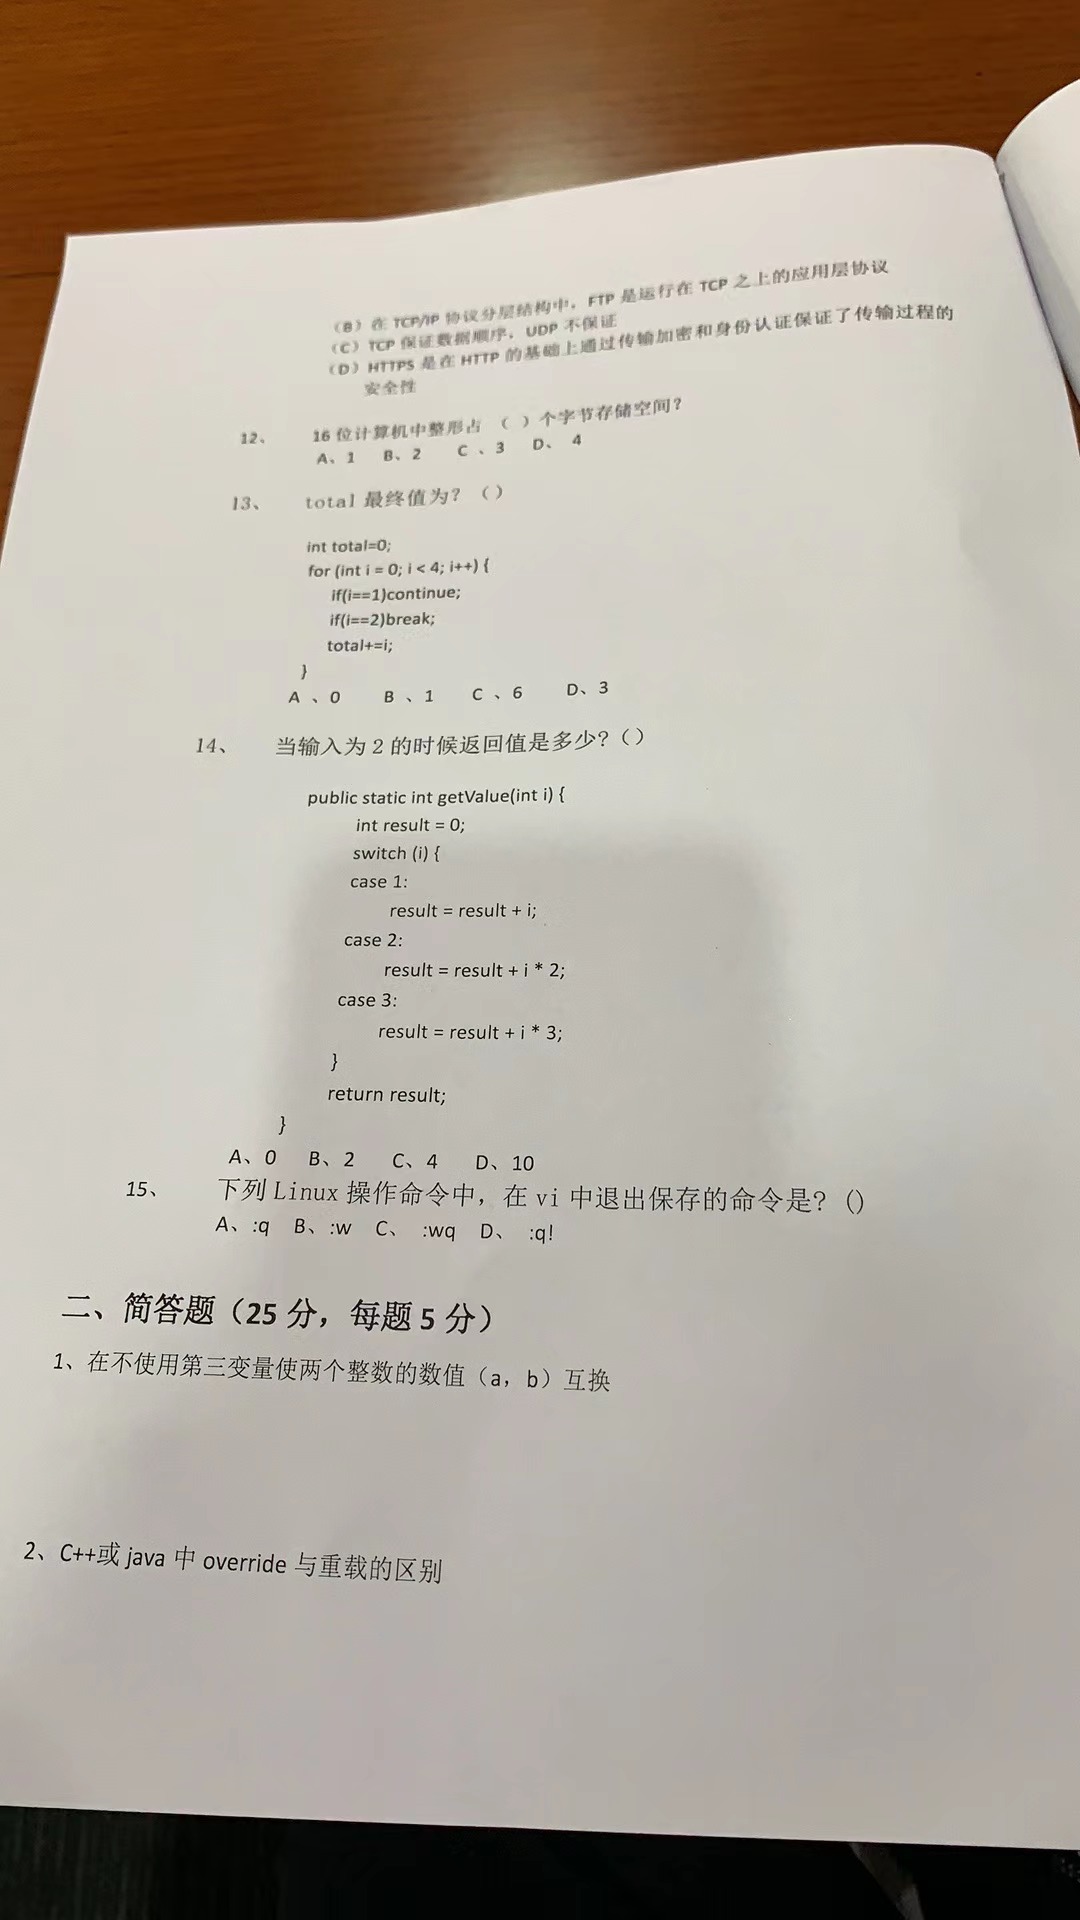 （B）在 TCP/IP 协议分层结构中，FTP 是运行在 TCP 之上的应用层协议
（C）TCP 保证数据顺序，UDP 不保证
（D）HTTPS 是在 HTTP 的基础上通过传输加密和身份认证保证了传输过程的
安全性
12、 16 位计算机中整形占 （ ）个字节存储空间？
A、1 B、2 C 、3 D、 4
13、 total 最终值为？（）
int total=0;
for (int i = 0; i < 4; i++) {
if(i==1)continue;
if(i==2)break;
total+=i;
}
A 、0 B 、1 C 、6 D、3
14、 当输入为 2 的时候返回值是多少？（）
public static int getValue(int i) {
int result = 0;
switch (i) {
case 1:
result = result + i;
case 2:
result = result + i * 2;
case 3:
result = result + i * 3;
}
return result;
}
A、0 B、2 C、4 D、10
15、 下列 Linux 操作命令中，在 vi 中退出保存的命令是？（）
A、:q B、:w C、 :wq D、 :q!
二、简答题（25 分，每题 5 分）
1、在不使用第三变量使两个整数的数值（a，b）互换
2、C++或 java 中 override 与重载的区别